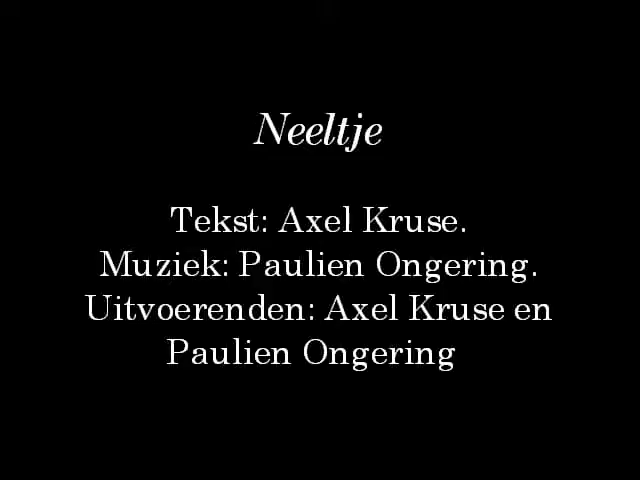 Neeltje
Tekst: Axel Kruse.
Muziek: Paulien Ongering.
Uitvoerenden: Axel Kruse en
Paulien Ongering